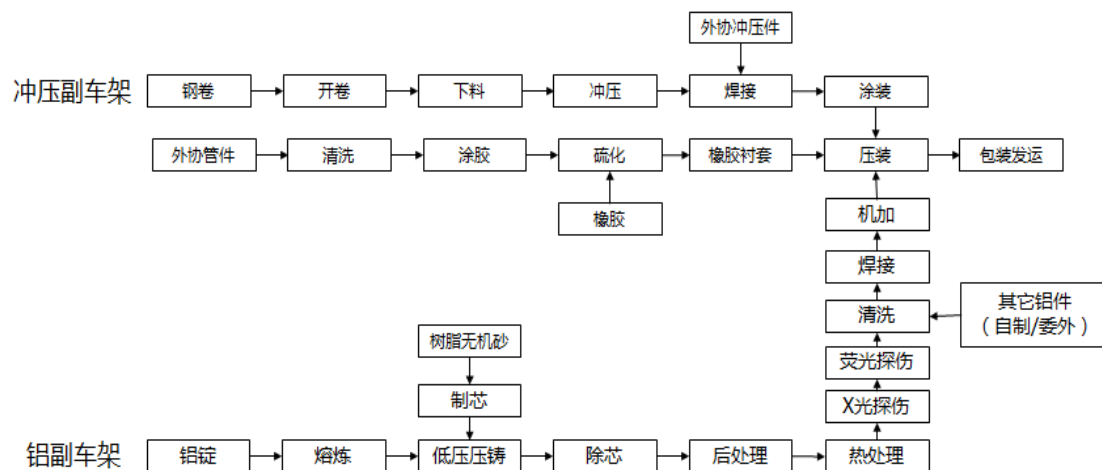 外协冲压件
冲压副车架
钢卷
开卷
下料
冲压
焊接
涂装
外协管件
清洗
涂胶
硫化
橡胶衬套
压装
包装发运
橡胶
机加
焊接
清洗
其它铝件
（自制/委外）
树脂无机砂
荧光探伤
制芯
X光探伤
铝副车架
铝锭
熔炼
低压压铸
除芯
后处理
热处理